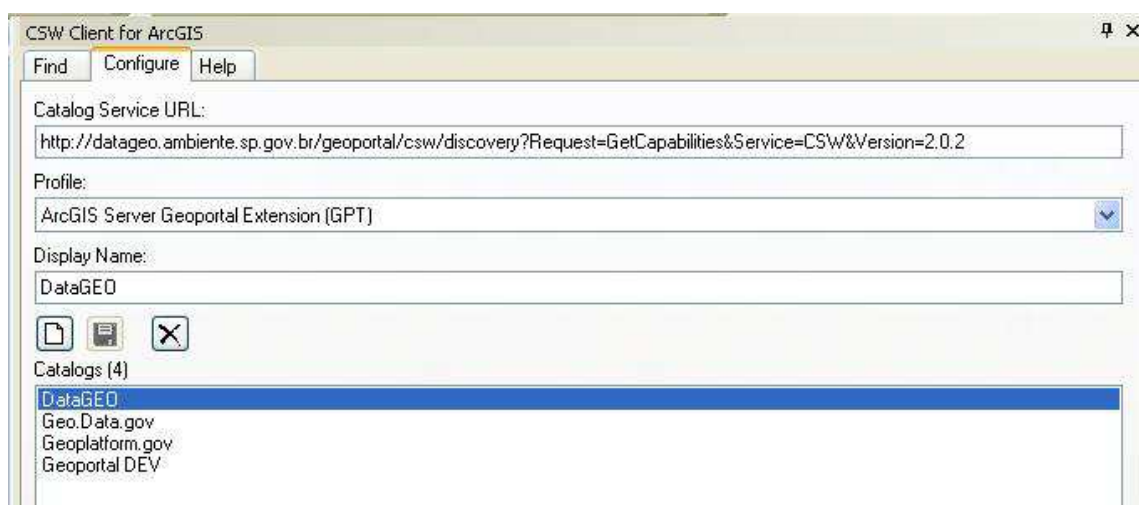 CSW Client for ArcGIS
Find Configure Help
Catalog Service URL:
http://datageo.ambiente.sp.gov.br/geoportal/csw/discovery?Request=GetCapabilities&Service=CSW&Version=2.0.2
Profile:
ArcGIS Server Geoportal Extension (GPT)
Display Name:
DataGEO
Catalogs (4)
DataGEO
Geo.Data.gov
Geoplatform.gov
Geoportal DEV